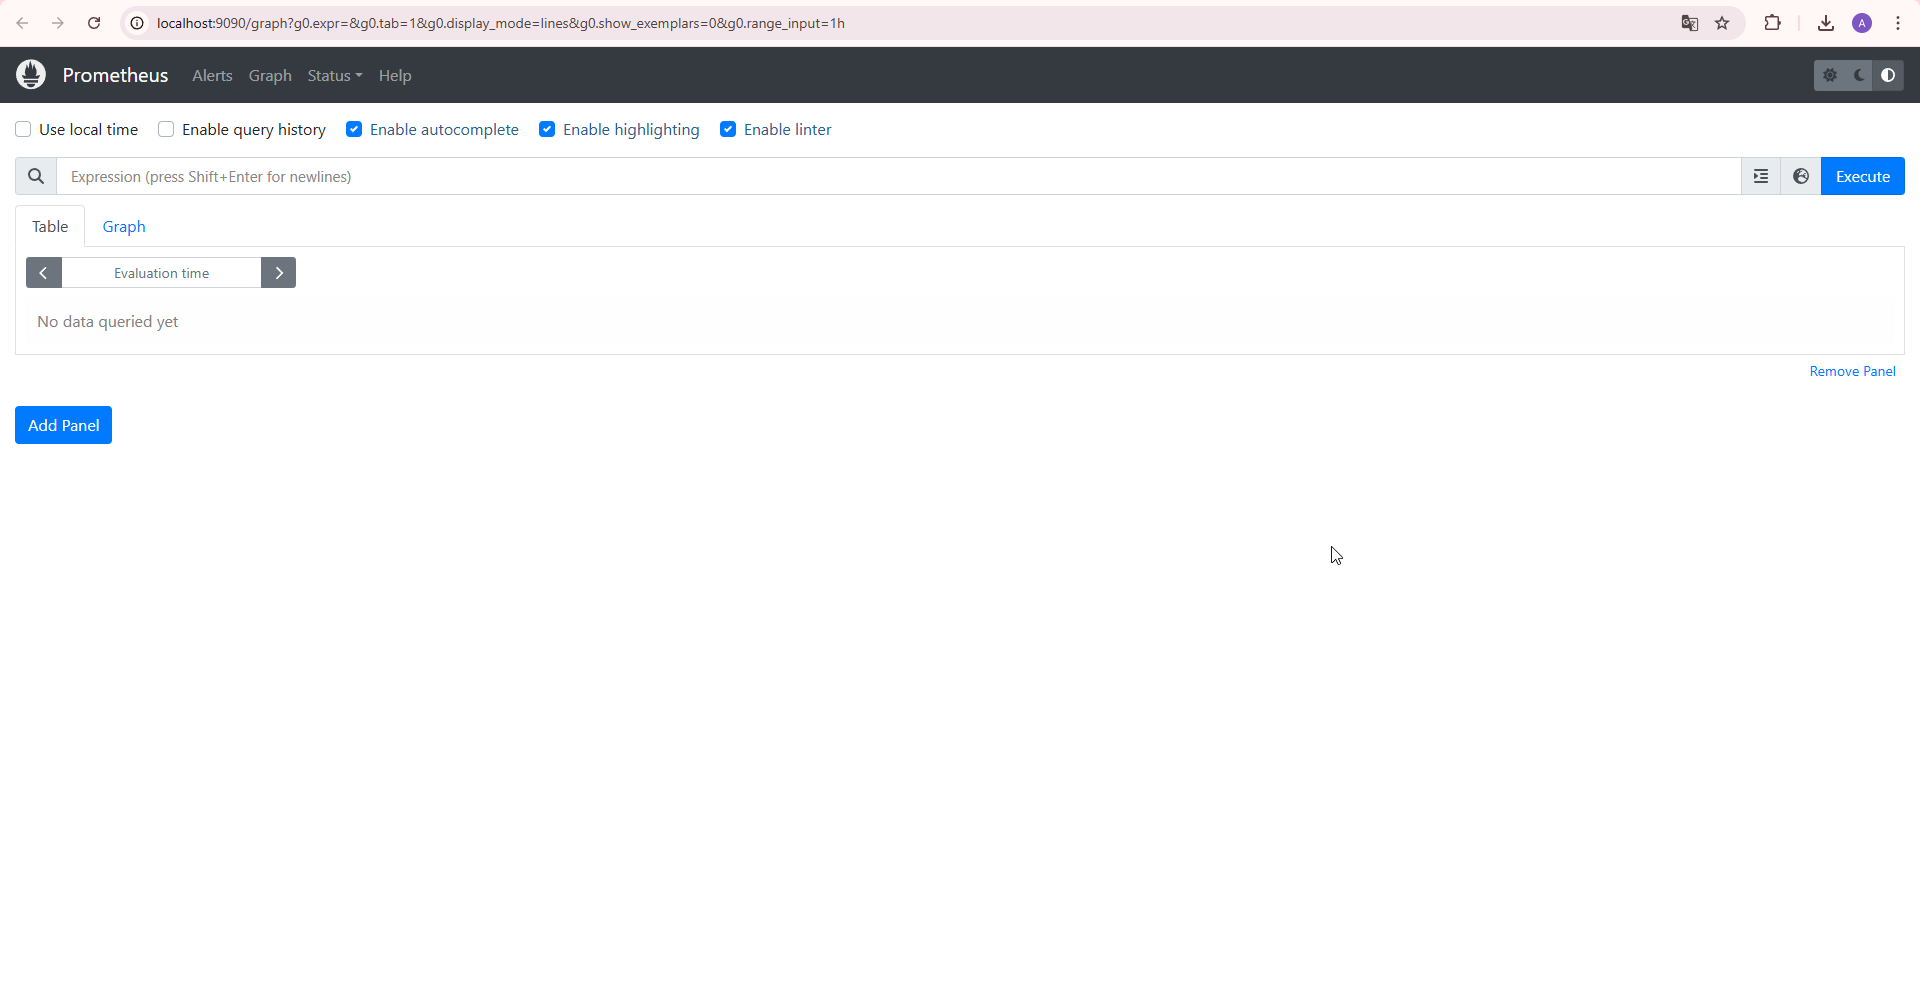 localhost:9090/graph?g0.expr=&g0.tab=1&g0.display_mode=lines&g0.show_exemplars=0&g0.range_input=1h
A
Prometheus Alerts Graph Status Help
Use local time Enable query history Enable autocomplete Enable highlighting Enable linter
Expression (press Shift+Enter for newlines) Execute
Table Graph
Evaluation time
No data queried yet
Remove Panel
Add Panel